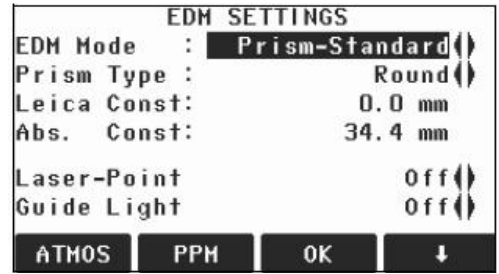 EDM SETTINGS
EDM Mode : Prism-Standard
Prism Type : Round
Leica Const: 0.0 mm
Abs. Const: 34.4 mm
Laser-Point Off
Guide Light Off
ATMOS PPM OK